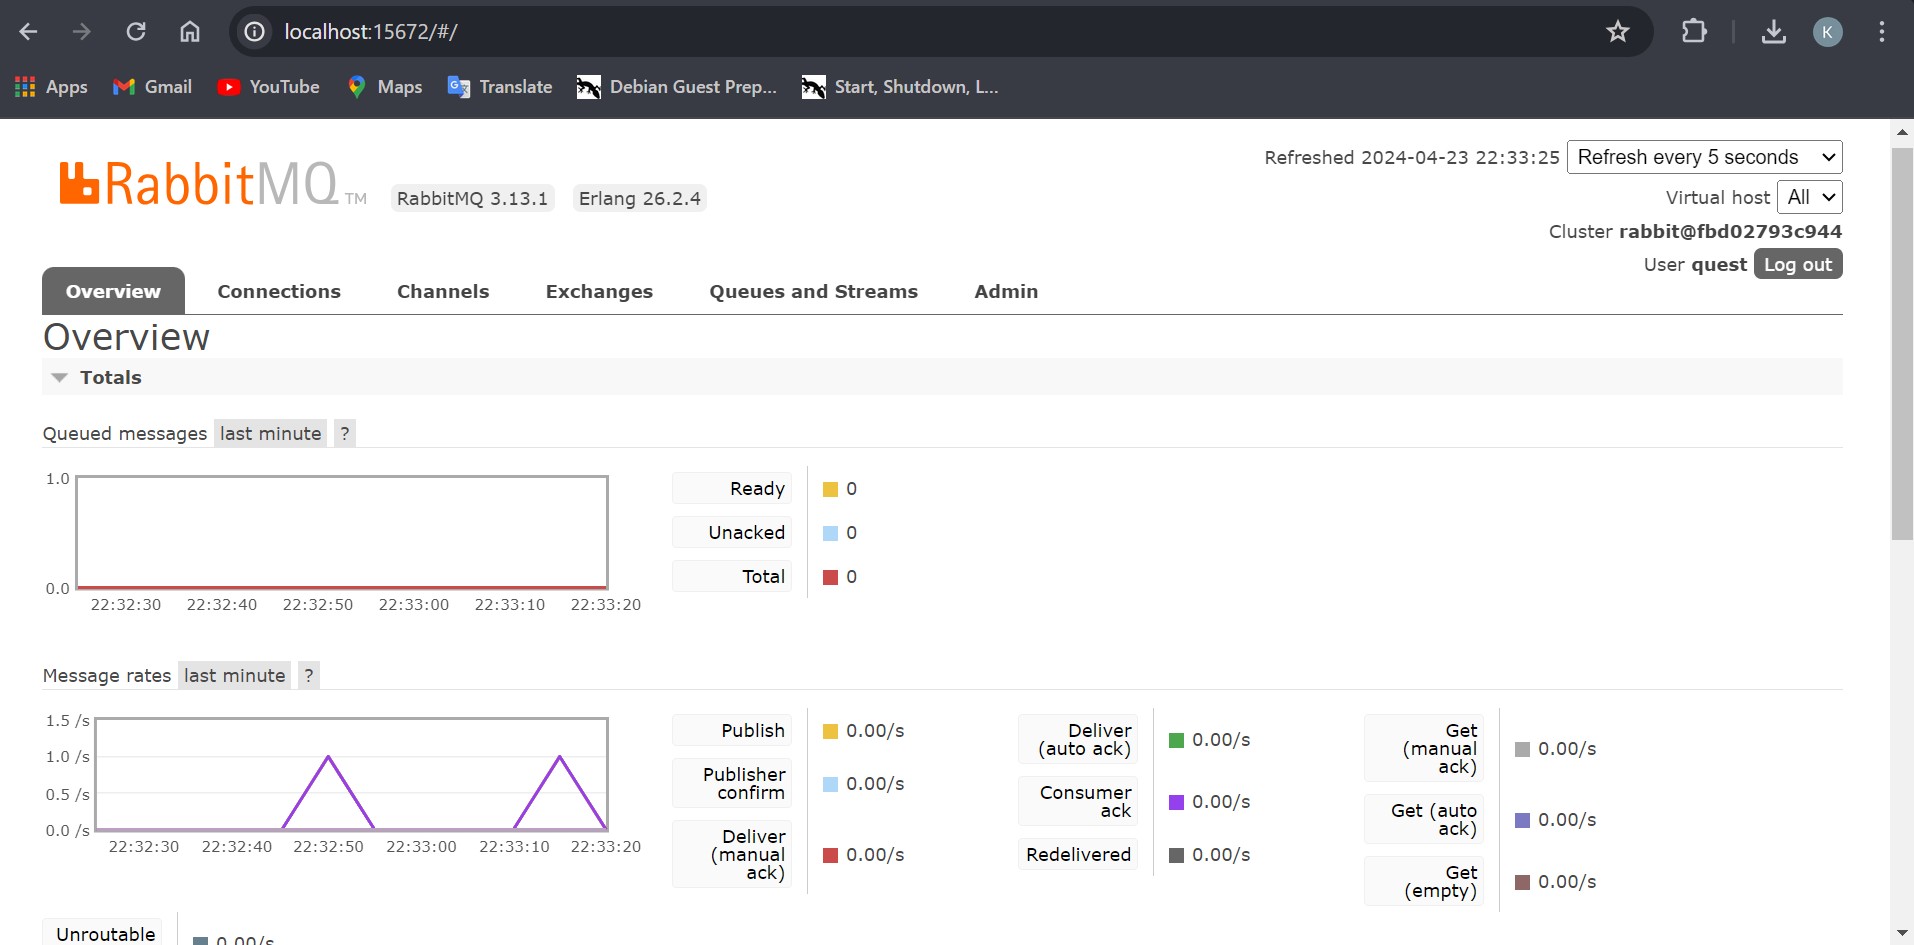 localhost:15672/#/
K
Apps
Gmail
YouTube
Maps
Translate
Debian Guest Prep...
Start, Shutdown, L...
RabbitMQ TM
RabbitMQ 3.13.1
Erlang 26.2.4
Refreshed 2024-04-23 22:33:25
Refresh every 5 seconds
Virtual host All
Cluster rabbit@fbd02793c944
User quest Log out
Overview
Connections
Channels
Exchanges
Queues and Streams
Admin
Overview
Totals
Queued messages last minute ?
1.0
0.0
22:32:30 22:32:40 22:32:50 22:33:00 22:33:10 22:33:20
Ready 0
Unacked 0
Total 0
Message rates last minute ?
1.5 /s
1.0 /s
0.5 /s
0.0 /s
22:32:30 22:32:40 22:32:50 22:33:00 22:33:10 22:33:20
Publish 0.00/s
Publisher
confirm 0.00/s
Deliver
(manual 0.00/s
ack)
Deliver
(auto ack) 0.00/s
Consumer
ack 0.00/s
Redelivered 0.00/s
Get
(manual 0.00/s
ack)
Get (auto
ack) 0.00/s
Get
(empty) 0.00/s
Unroutable
0.00/s